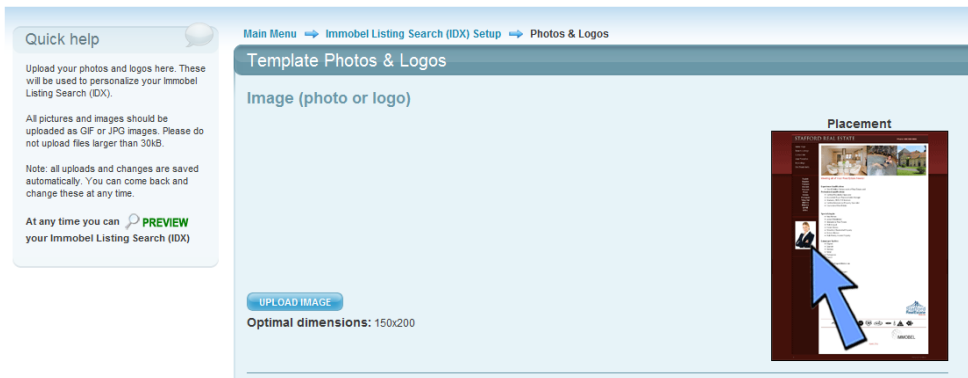 Quick help
Upload your photos and logos here. These
will be used to personalize your Immobel
Listing Search (IDX).
All pictures and images should be
uploaded as GIF or JPG images. Please do
not upload files larger than 30kB.
Note: all uploads and changes are saved
automatically. You can come back and
change these at any time.
At any time you can PREVIEW
your Immobel Listing Search (IDX)
Main Menu Immobel Listing Search (IDX) Setup Photos & Logos
Template Photos & Logos
Image (photo or logo)
Placement
STAFFORD REAL ESTATE
IMMOBEL
UPLOAD IMAGE
Optimal dimensions: 150x200